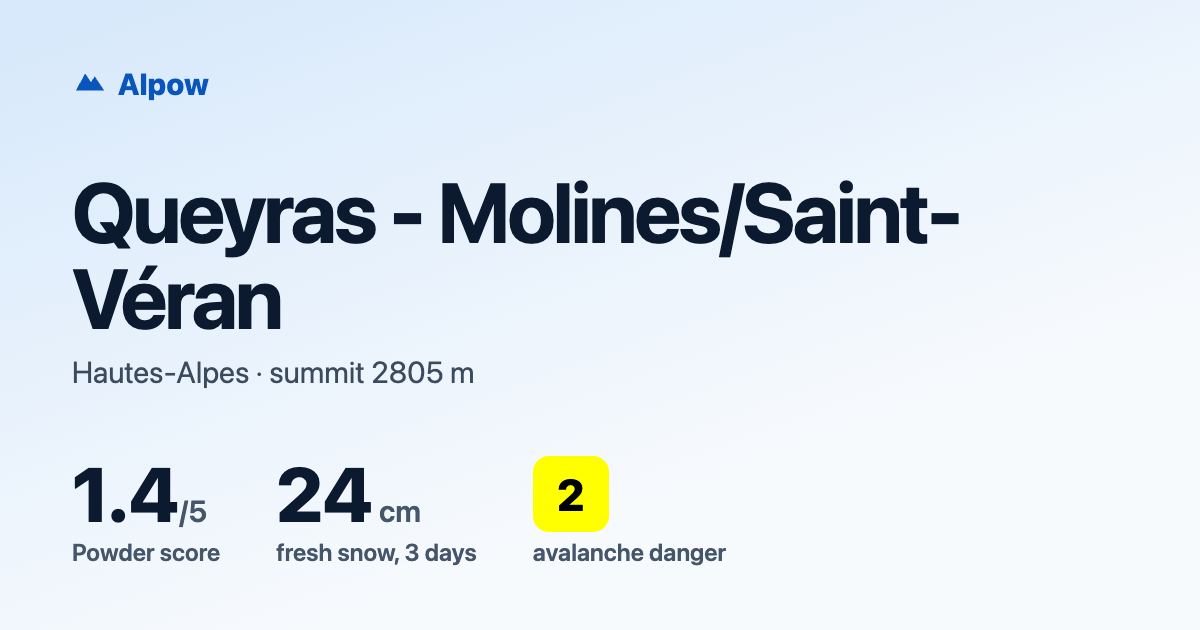 Alpow
Queyras - Molines/Saint-
Véran
Hautes-Alpes · summit 2805 m
1.4/5
Powder score
24 cm
fresh snow, 3 days
2
avalanche danger